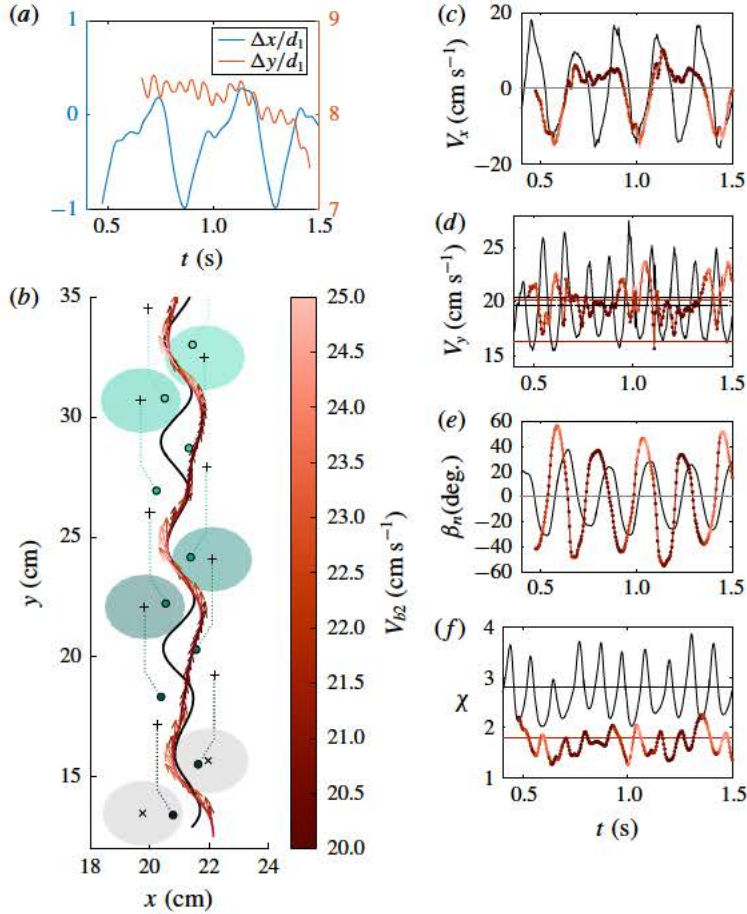 (a)
1
0
−1
9
8
7
Δx/d1
Δy/d1
0.5 1.0 1.5
t (s)
(b)
35
30
25
20
15
y (cm)
18 20 22 24
x (cm)
25.0
24.5
24.0
23.5
23.0
22.5
22.0
21.5
21.0
20.5
20.0
Vb2 (cm s−1)
(c)
20
0
−20
Vx (cm s−1)
0.5 1.0 1.5
(d)
25
20
15
Vy (cm s−1)
0.5 1.0 1.5
(e)
60
40
20
0
−20
−40
−60
βn(deg.)
0.5 1.0 1.5
(f)
4
3
2
1
χ
0.5 1.0 1.5
t (s)